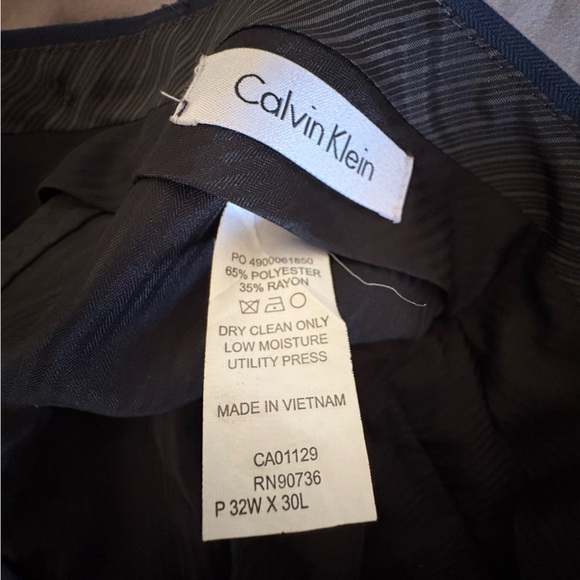 Calvin Klein
PO 4900061850
65% POLYESTER
35% RAYON
DRY CLEAN ONLY
LOW MOISTURE
UTILITY PRESS
MADE IN VIETNAM
CA01129
RN90736
P 32W X 30L